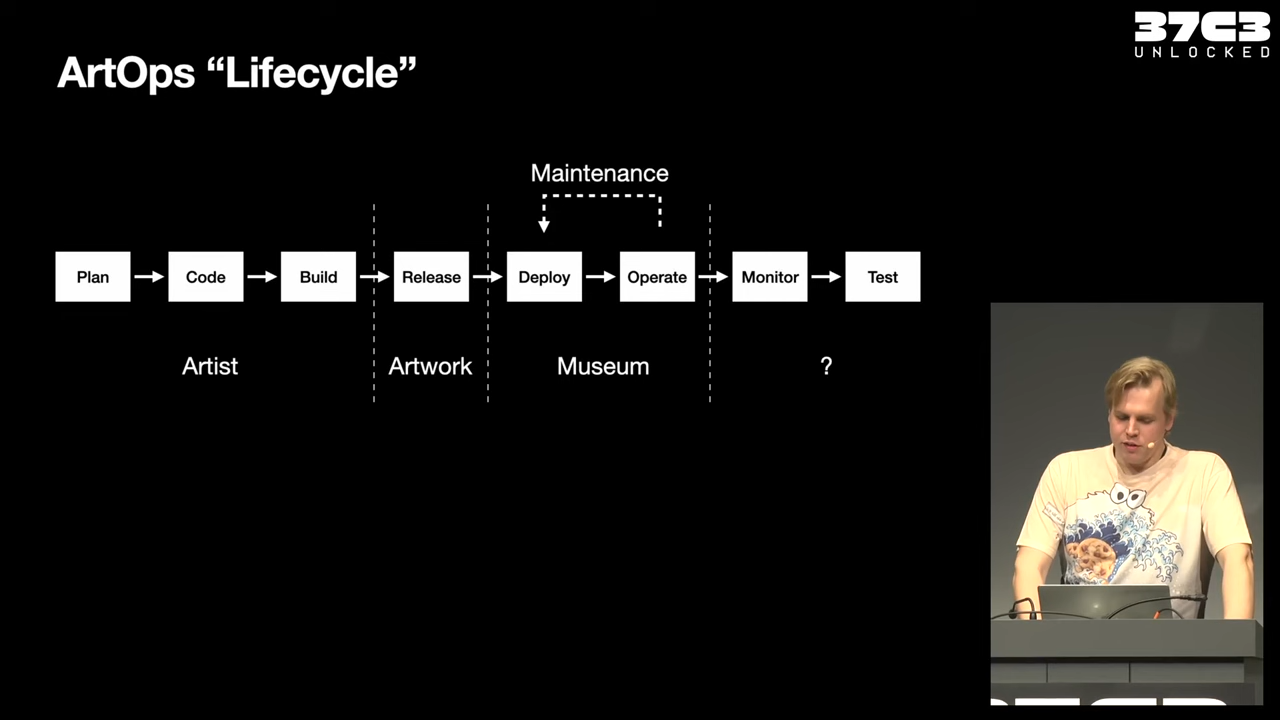 37C3
UNLOCKED
ArtOps “Lifecycle”
Maintenance
Plan
Code
Build
Release
Deploy
Operate
Monitor
Test
Artist
Artwork
Museum
?